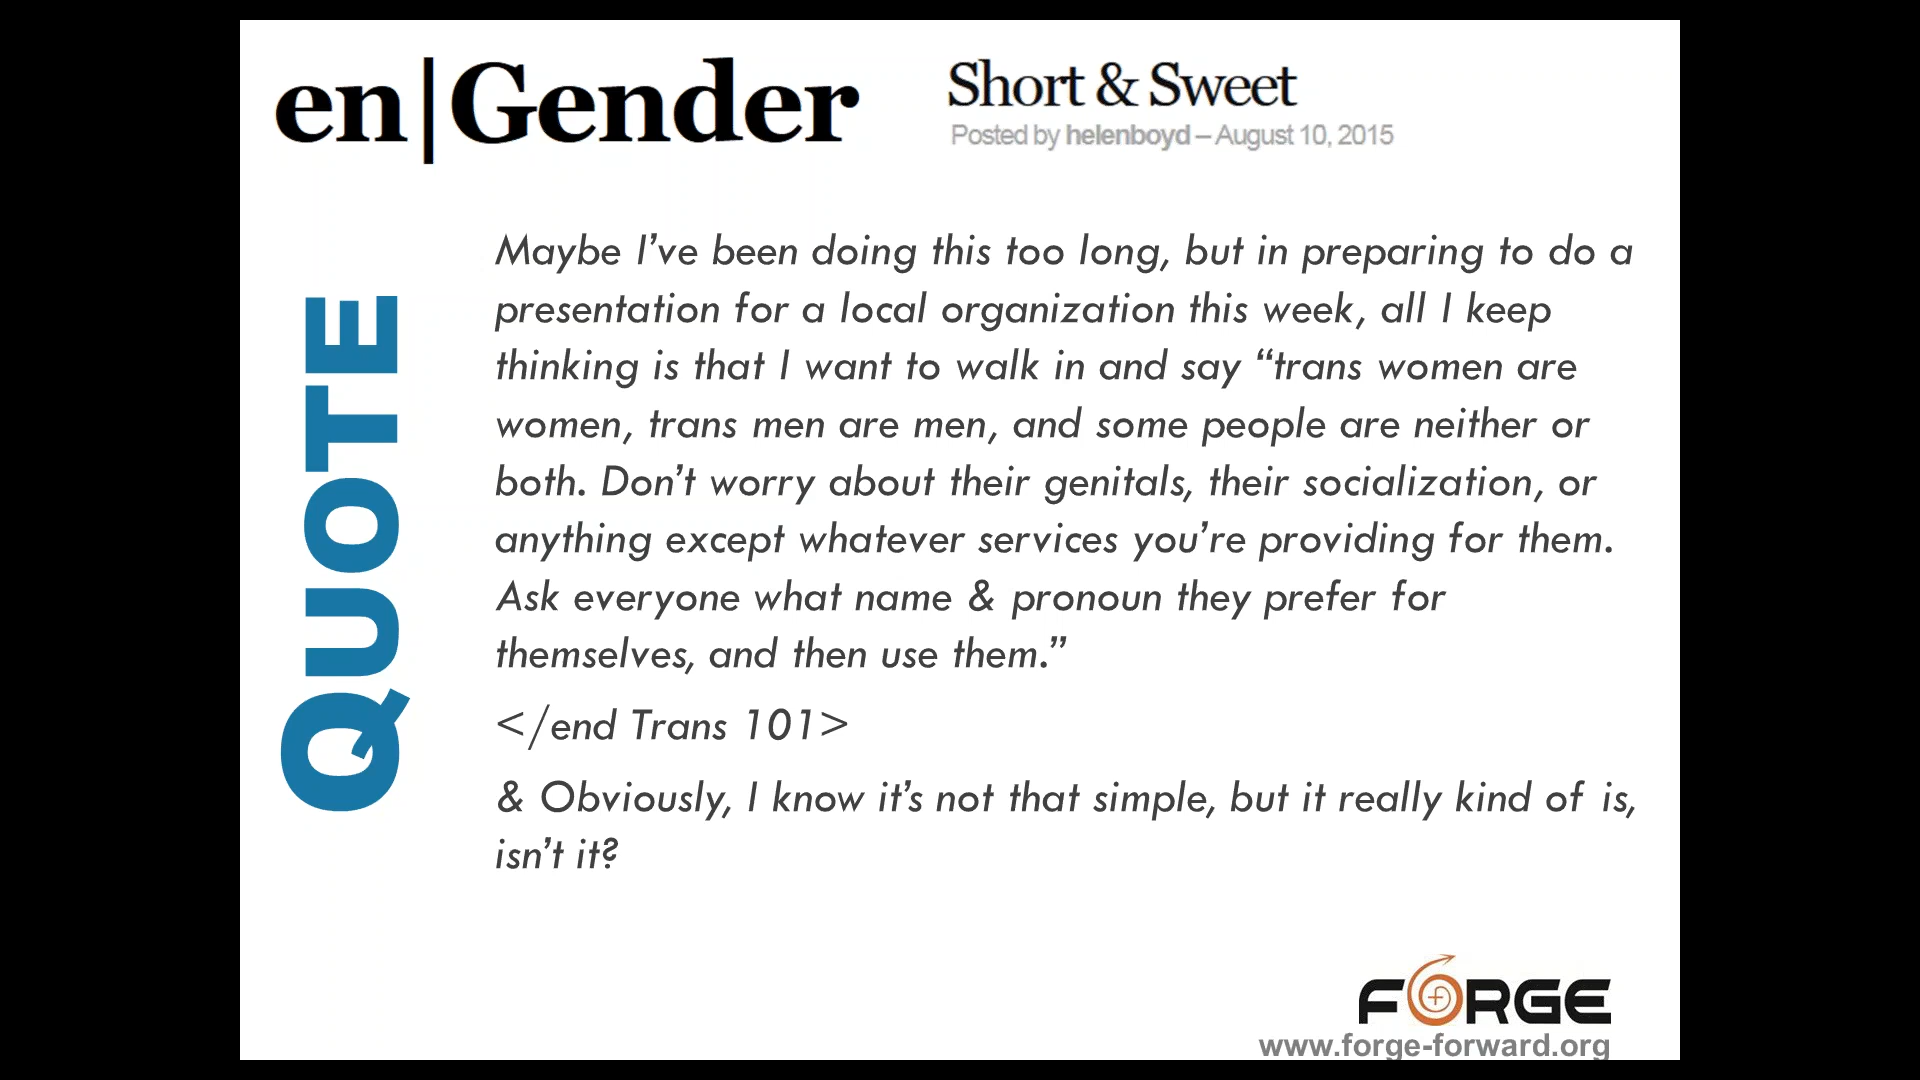 en|Gender
Short & Sweet
Posted by helenboyd – August 10, 2015
QUOTE
Maybe I’ve been doing this too long, but in preparing to do a
presentation for a local organization this week, all I keep
thinking is that I want to walk in and say “trans women are
women, trans men are men, and some people are neither or
both. Don’t worry about their genitals, their socialization, or
anything except whatever services you’re providing for them.
Ask everyone what name & pronoun they prefer for
themselves, and then use them.”
</end Trans 101>
& Obviously, I know it’s not that simple, but it really kind of is,
isn’t it?
FORGE
www.forge-forward.org